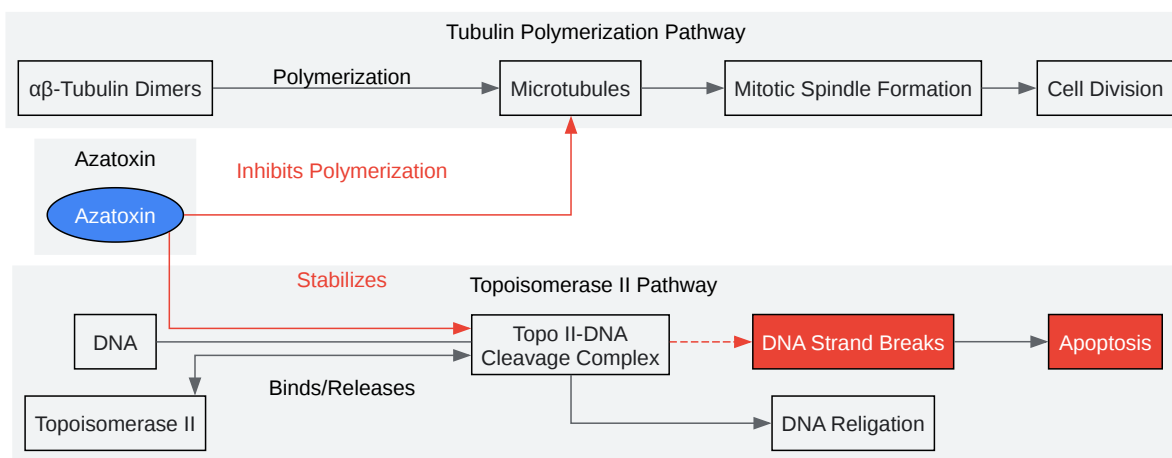 Tubulin Polymerization Pathway
αβ-Tubulin Dimers
Polymerization
Microtubules
Mitotic Spindle Formation
Cell Division
Azatoxin
Inhibits Polymerization
Azatoxin
Stabilizes
Topoisomerase II Pathway
DNA
Topo II-DNA
Cleavage Complex
DNA Strand Breaks
Apoptosis
Binds/Releases
Topoisomerase II
DNA Religation